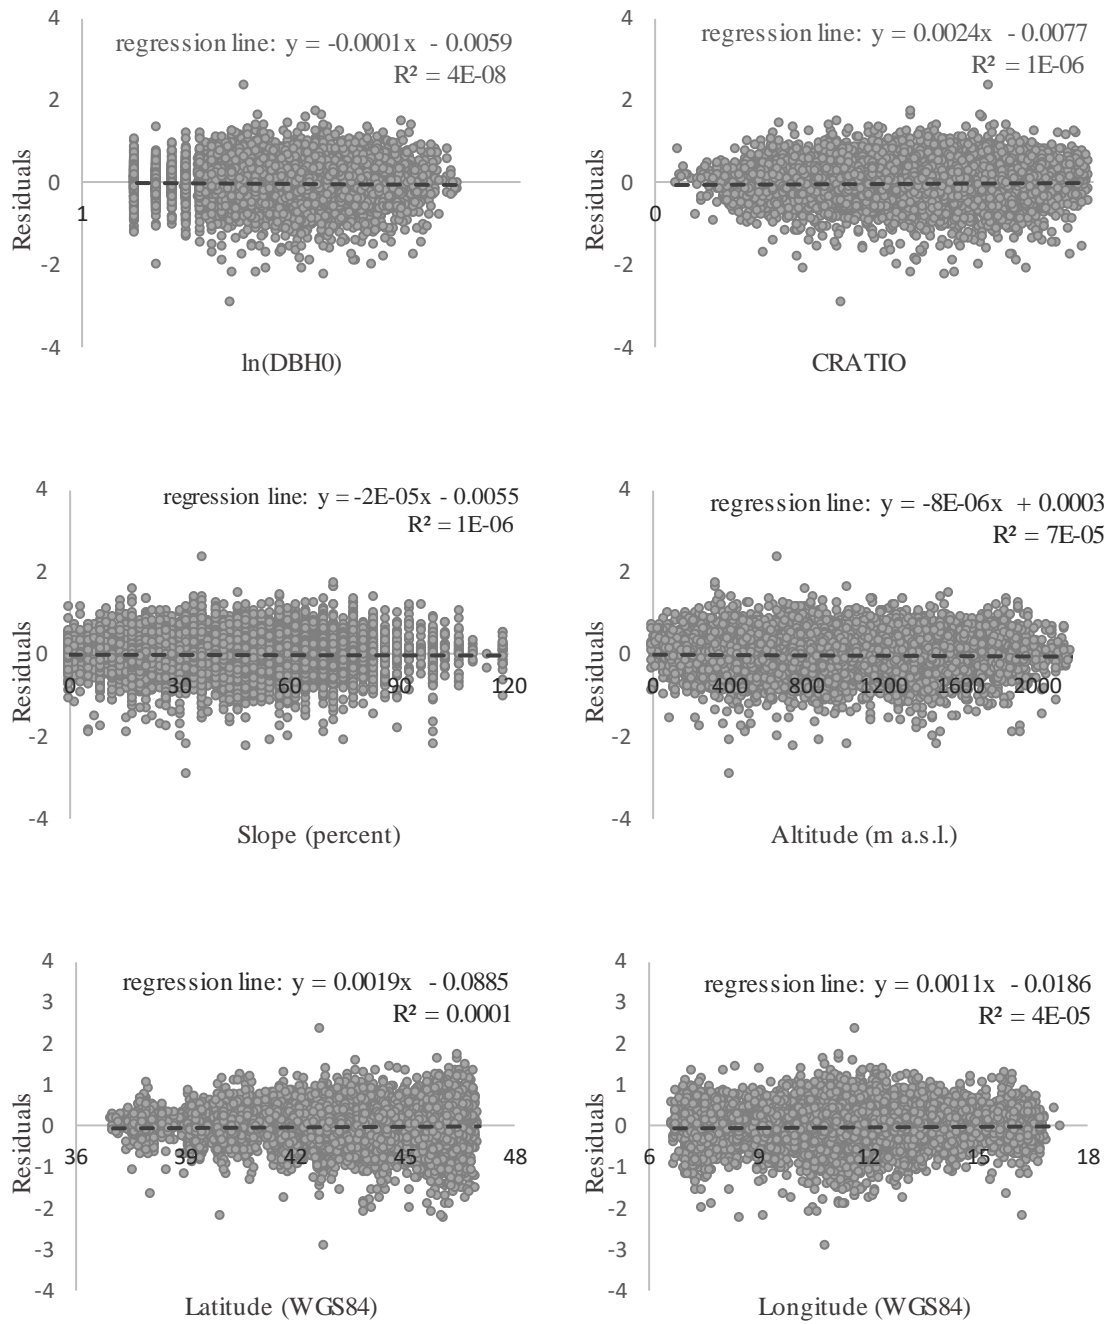 4
regression line: y = -0.0001x - 0.0059
R² = 4E-08
2
Residuals
0
1
-2
-4
ln(DBH0)
4
regression line: y = 0.0024x - 0.0077
R² = 1E-06
2
Residuals
0
0
-2
-4
CRATIO
4
regression line: y = -2E-05x - 0.0055
R² = 1E-06
2
Residuals
0
0 30 60 90 120
-2
-4
Slope (percent)
4
regression line: y = -8E-06x + 0.0003
R² = 7E-05
2
Residuals
0
0 400 800 1200 1600 2000
-2
-4
Altitude (m a.s.l.)
4
regression line: y = 0.0019x - 0.0885
3
R² = 0.0001
2
1
Residuals
0
36 39 42 45 48
-1
-2
-3
-4
Latitude (WGS84)
4
regression line: y = 0.0011x - 0.0186
3
R² = 4E-05
2
1
Residuals
0
6 9 12 15 18
-1
-2
-3
-4
Longitude (WGS84)